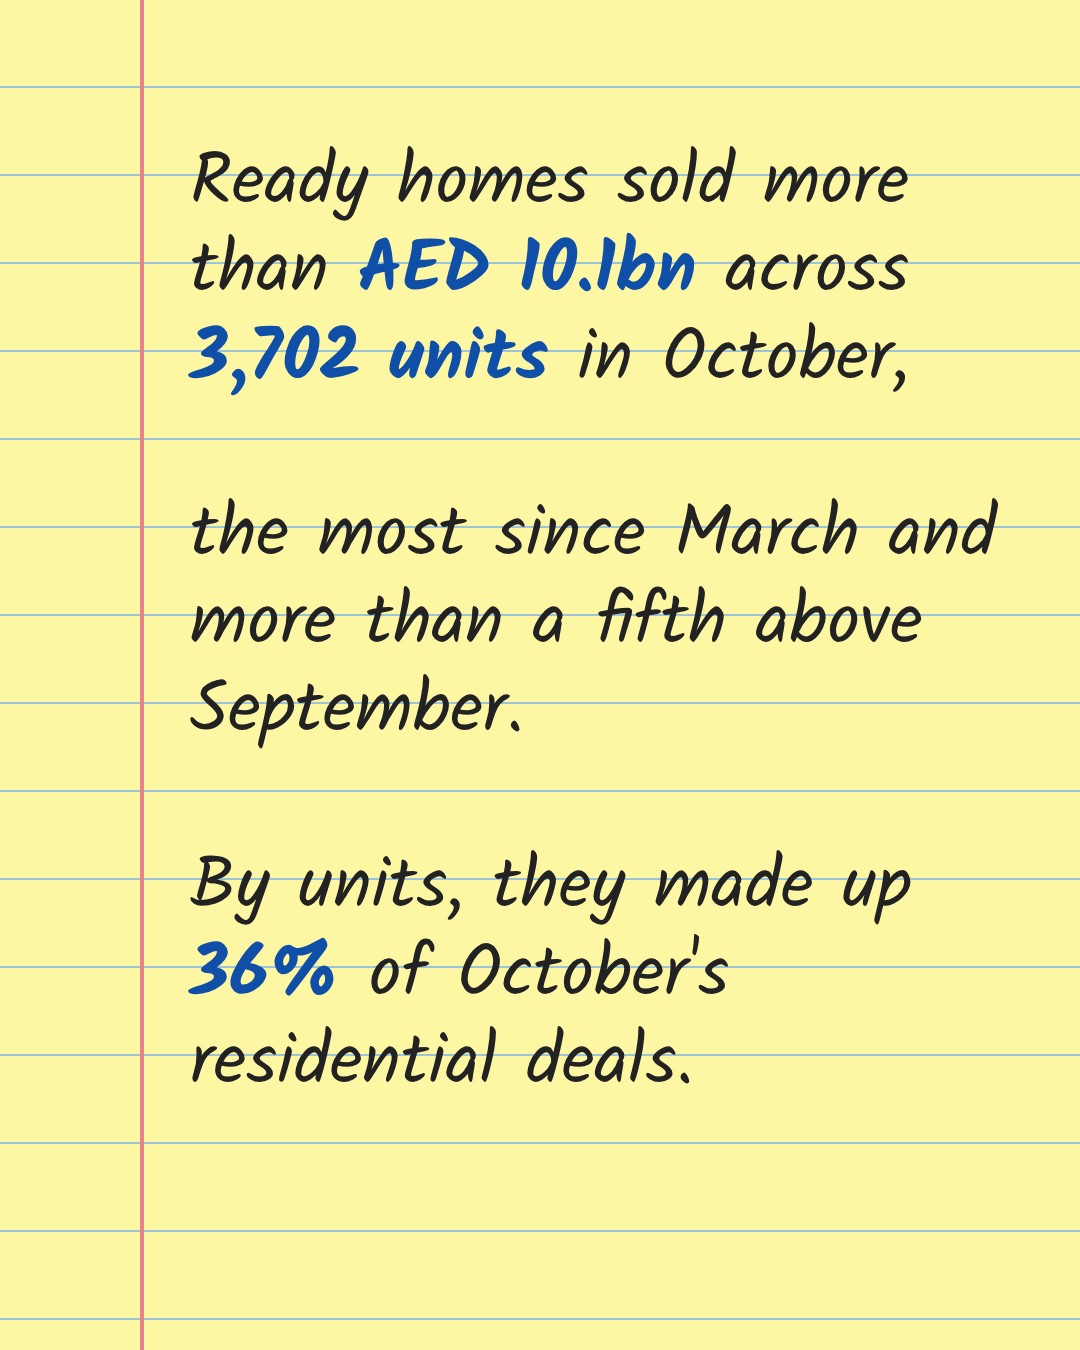 Ready homes sold more
than AED 10.1bn across
3,702 units in October,
the most since March and
more than a fifth above
September.
By units, they made up
36% of October's
residential deals.